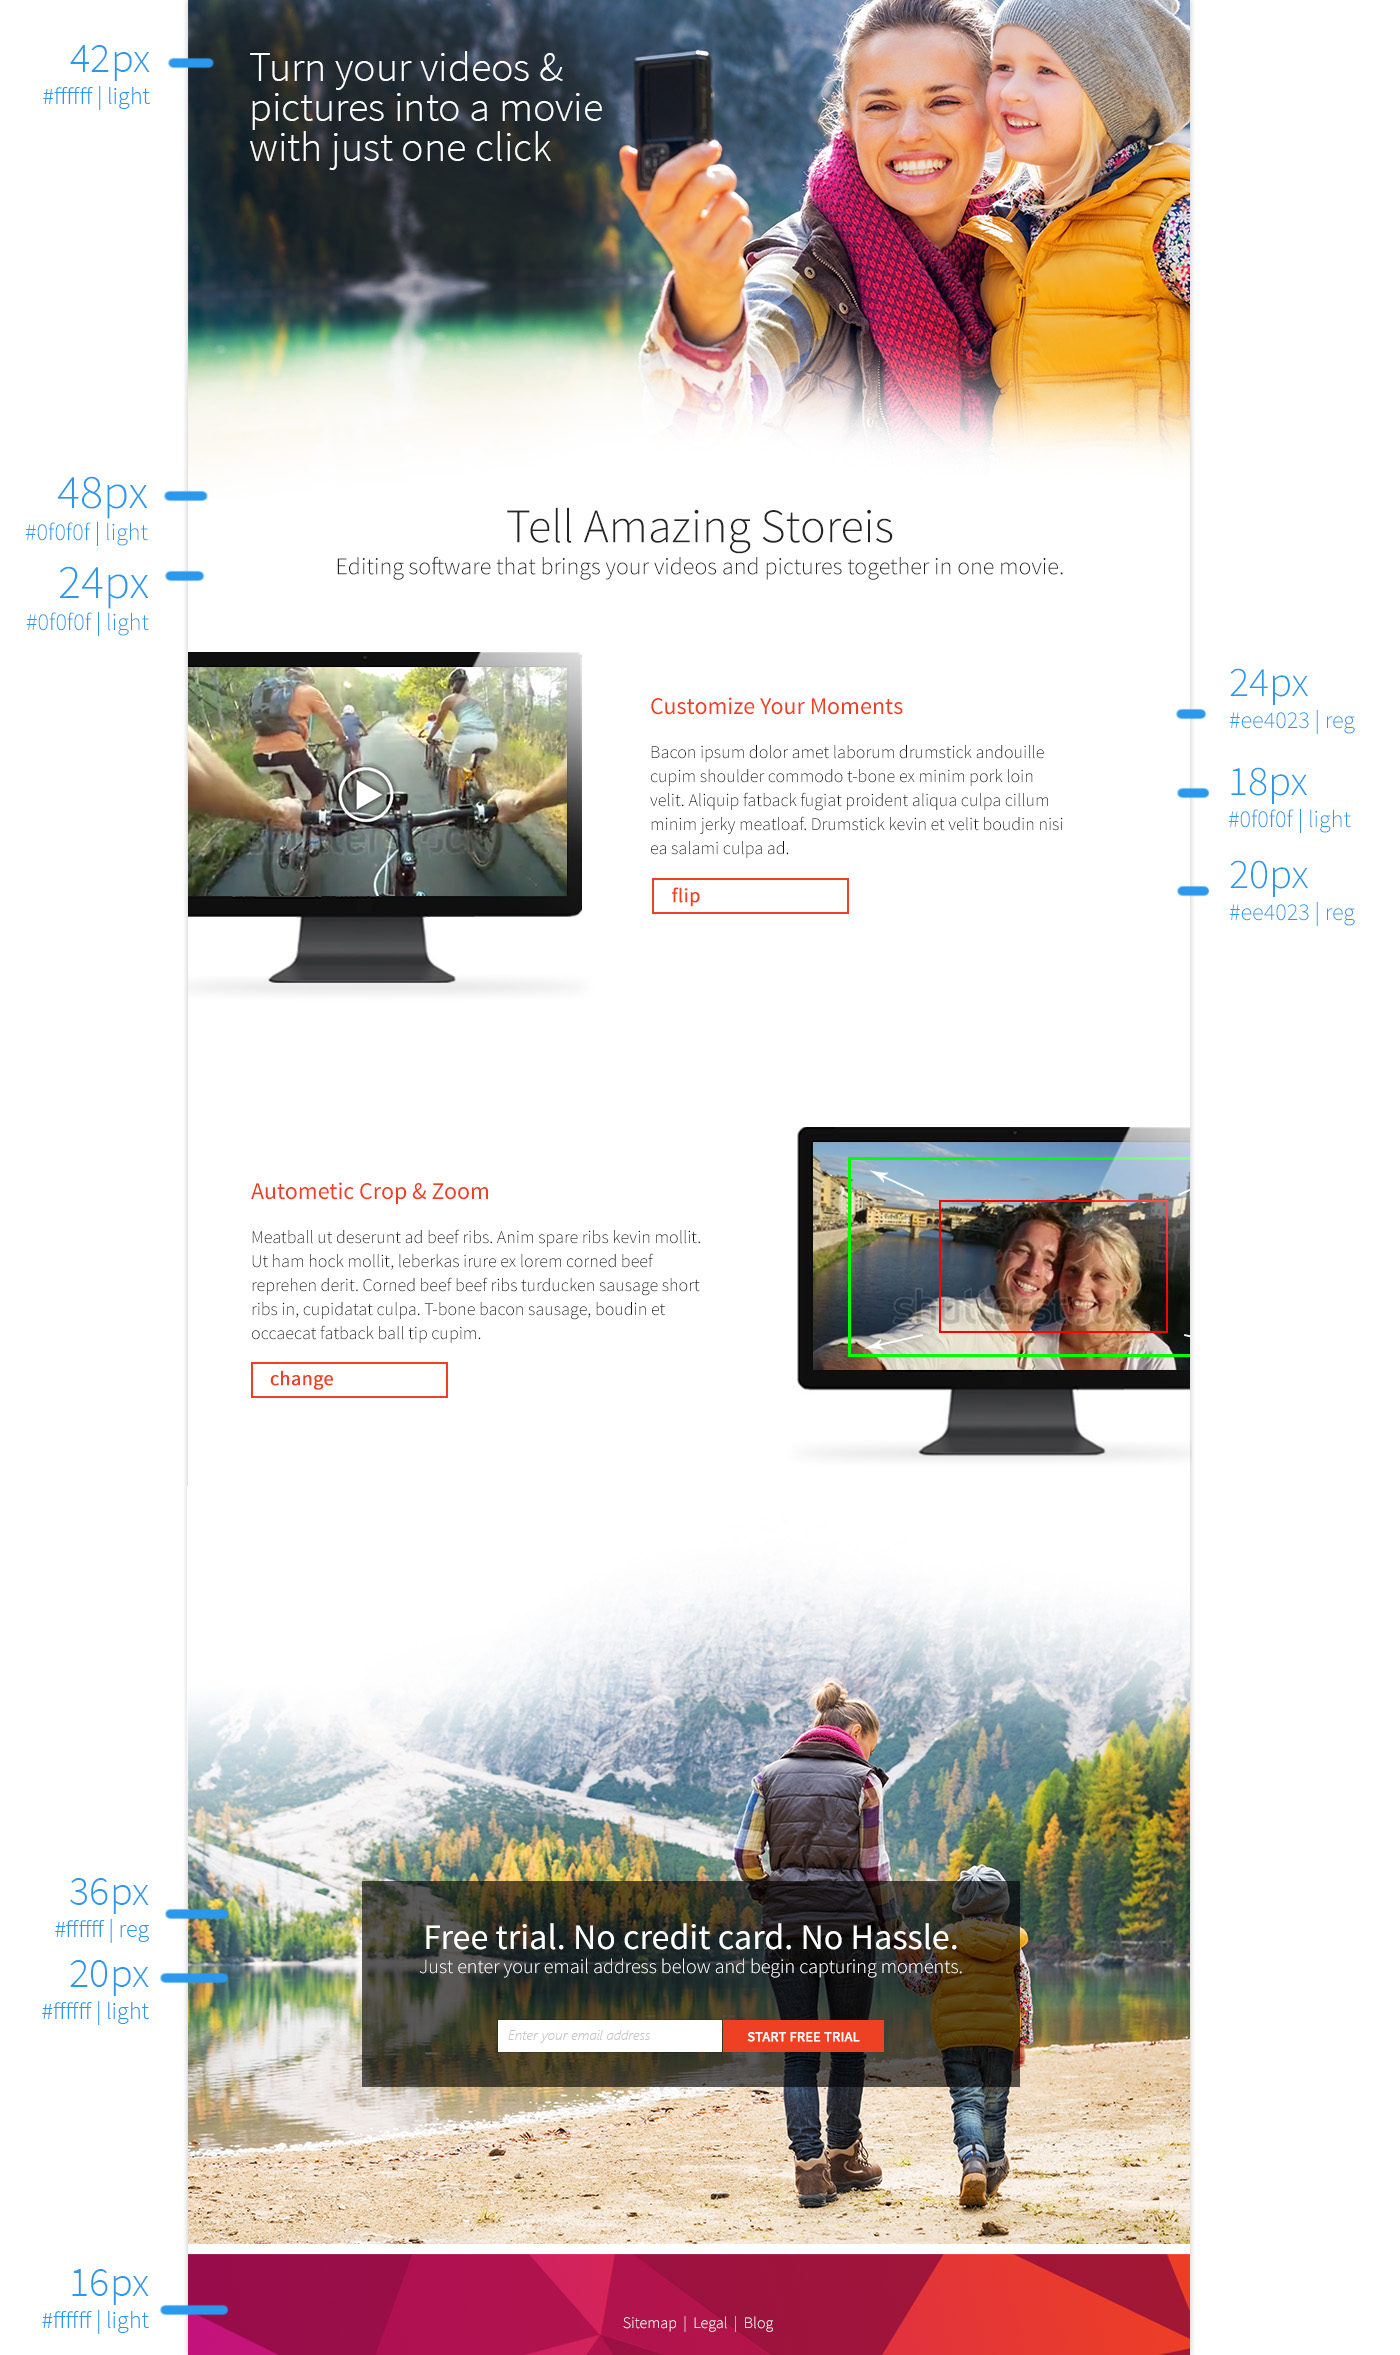 42px
#ffffff | light
Turn your videos &
pictures into a movie
with just one click
48px
#0f0f0f | light
24px
#0f0f0f | light
Tell Amazing Storeis
Editing software that brings your videos and pictures together in one movie.
shutterstock
Customize Your Moments
Bacon ipsum dolor amet laborum drumstick andouille
cupim shoulder commodo t-bone ex minim pork loin
velit. Aliquip fatback fugiat proident aliqua culpa cillum
minim jerky meatloaf. Drumstick kevin et velit boudin nisi
ea salami culpa ad.
flip
24px
#ee4023 | reg
18px
#0f0f0f | light
20px
#ee4023 | reg
Autometic Crop & Zoom
Meatball ut deserunt ad beef ribs. Anim spare ribs kevin mollit.
Ut ham hock mollit, leberkas irure ex lorem corned beef
reprehen derit. Corned beef beef ribs turducken sausage short
ribs in, cupidatat culpa. T-bone bacon sausage, boudin et
occaecat fatback ball tip cupim.
change
shutterstock
36px
#ffffff | reg
20px
#ffffff | light
Free trial. No credit card. No Hassle.
Just enter your email address below and begin capturing moments.
Enter your email address
START FREE TRIAL
16px
#ffffff | light
Sitemap | Legal | Blog